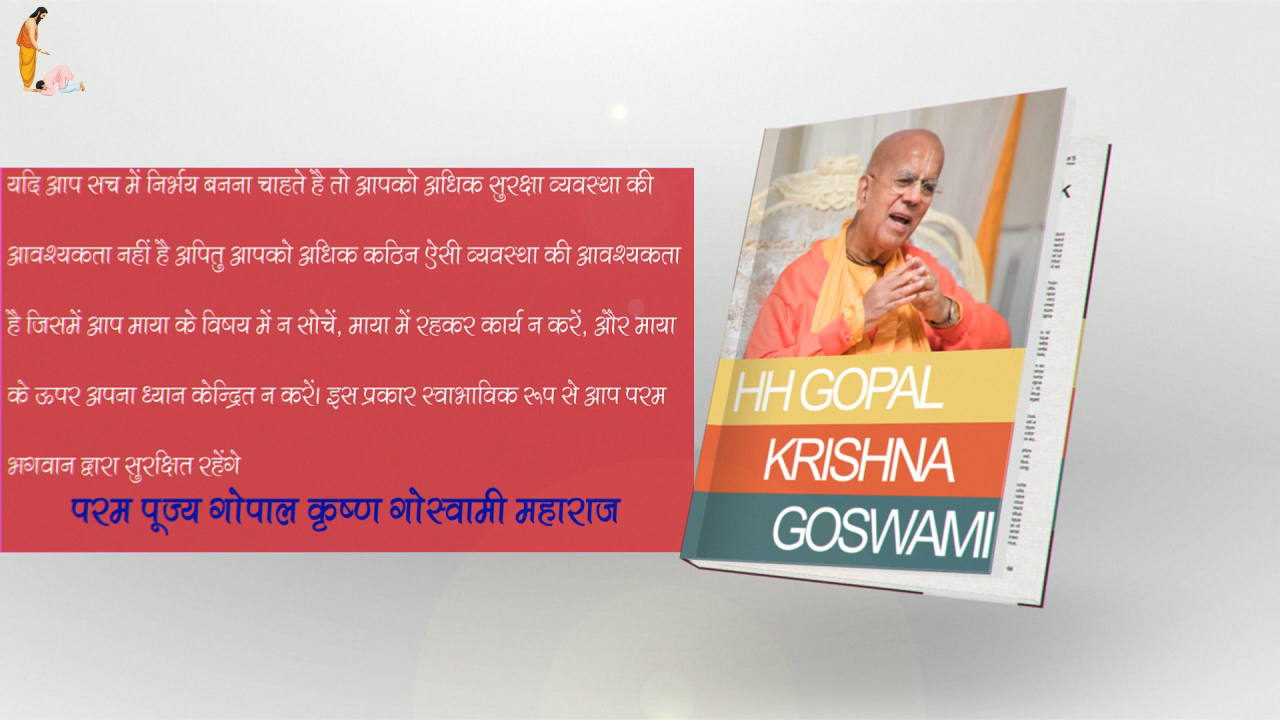 यदि आप सच में निर्भय बनना चाहते है तो आपको अधिक सुरक्षा व्यवस्था की
आवश्यकता नहीं है अपितु आपको अधिक कठिन ऐसी व्यवस्था की आवश्यकता
है जिसमें आप माया के विषय में न सोचें, माया में रहकर कार्य न करें, और माया
के ऊपर अपना ध्यान केन्द्रित न करें। इस प्रकार स्वाभाविक रूप से आप परम
भगवान द्वारा सुरक्षित रहेंगे
परम पूज्य गोपाल कृष्ण गोस्वामी महाराज
HH GOPAL
KRISHNA
GOSWAMI